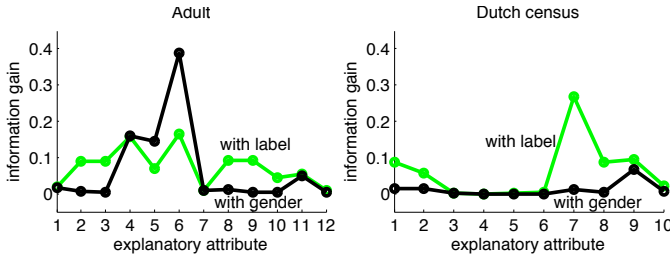 Adult
information gain
0.4
0.3
0.2
0.1
0
with label
with gender
1 2 3 4 5 6 7 8 9 10 11 12
explanatory attribute
Dutch census
information gain
0.4
0.3
0.2
0.1
0
with label
with gender
1 2 3 4 5 6 7 8 9 10
explanatory attribute